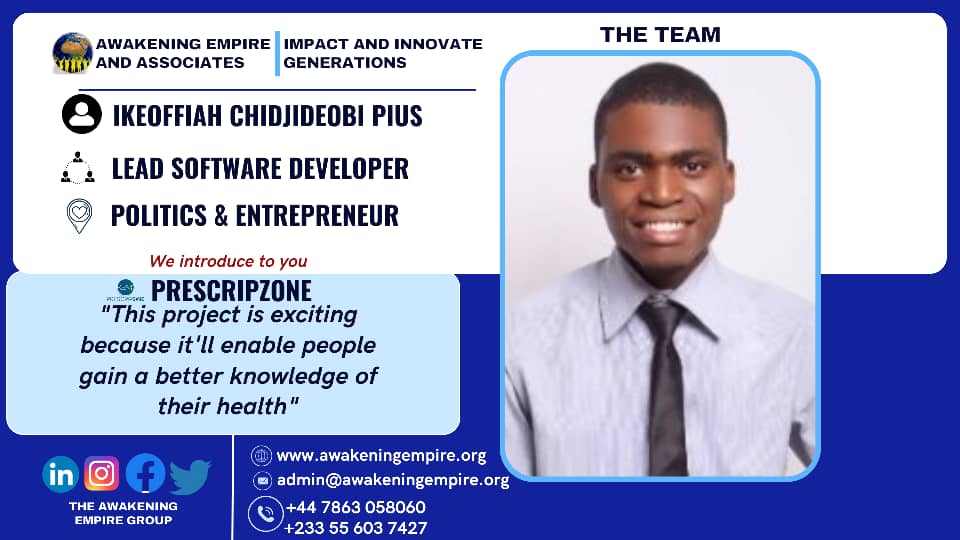 AWAKENING EMPIRE
AND ASSOCIATES
IMPACT AND INNOVATE
GENERATIONS
THE TEAM
IKEOFFIAH CHIDJIDEOBI PIUS
LEAD SOFTWARE DEVELOPER
POLITICS & ENTREPRENEUR
We introduce to you
PRESCRIPZONE
"This project is exciting
because it'll enable people
gain a better knowledge of
their health"
in
THE AWAKENING
EMPIRE GROUP
www.awakeningempire.org
admin@awakeningempire.org
+44 7863 058060
+233 55 603 7427